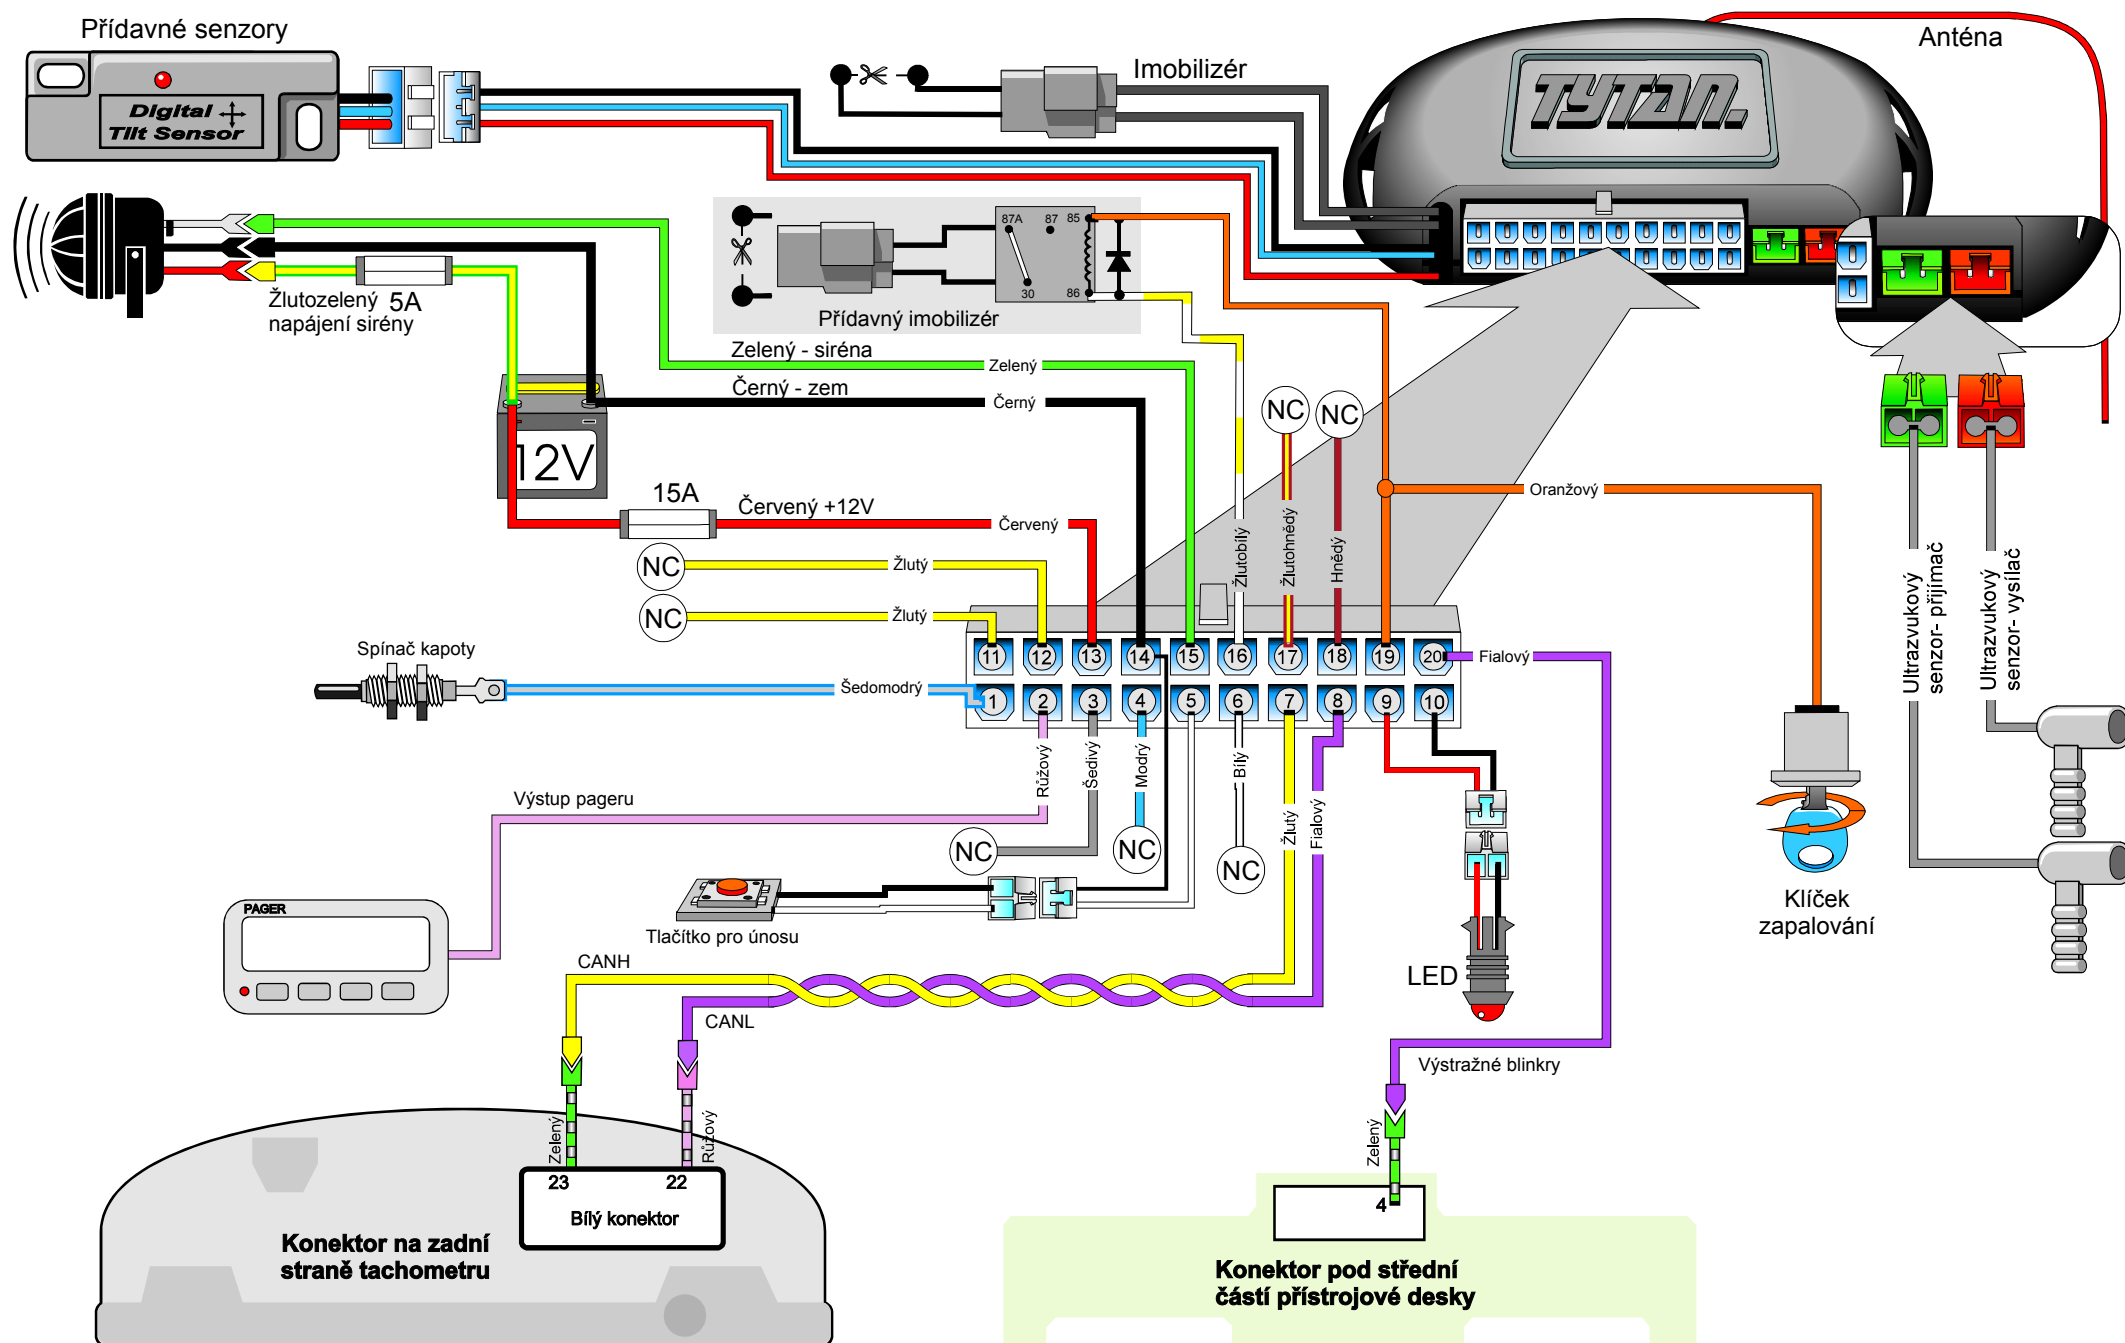 Přídavné senzory
Digital
Tilt Sensor
Imobilizér
TYTAN.
Anténa
87A 87 85
30 86
Přídavný imobilizér
Žlutozelený 5A
napájení sirény
Zelený - siréna
Zelený
Černý - zem
Černý
12V
15A
Červený +12V
Červený
NC
NC
Žlutobílý
Žlutohnědý
Hnědý
Oranžový
NC
Žlutý
NC
Žlutý
Ultrazvukový
senzor- přijímač
Ultrazvukový
senzor- vysílač
Spínač kapoty
Šedomodrý
11 12 13 14 15 16 17 18 19 20
Fialový
1 2 3 4 5 6 7 8 9 10
Růžový
Šedivý
Modrý
Bílý
Žlutý
Fialový
Výstup pageru
NC
NC
NC
PAGER
Tlačítko pro únosu
Klíček
zapalování
LED
CANH
CANL
Výstražné blinkry
Zelený
Růžový
Zelený
23 22
Bílý konektor
4
Konektor na zadní
straně tachometru
Konektor pod střední
částí přístrojové desky